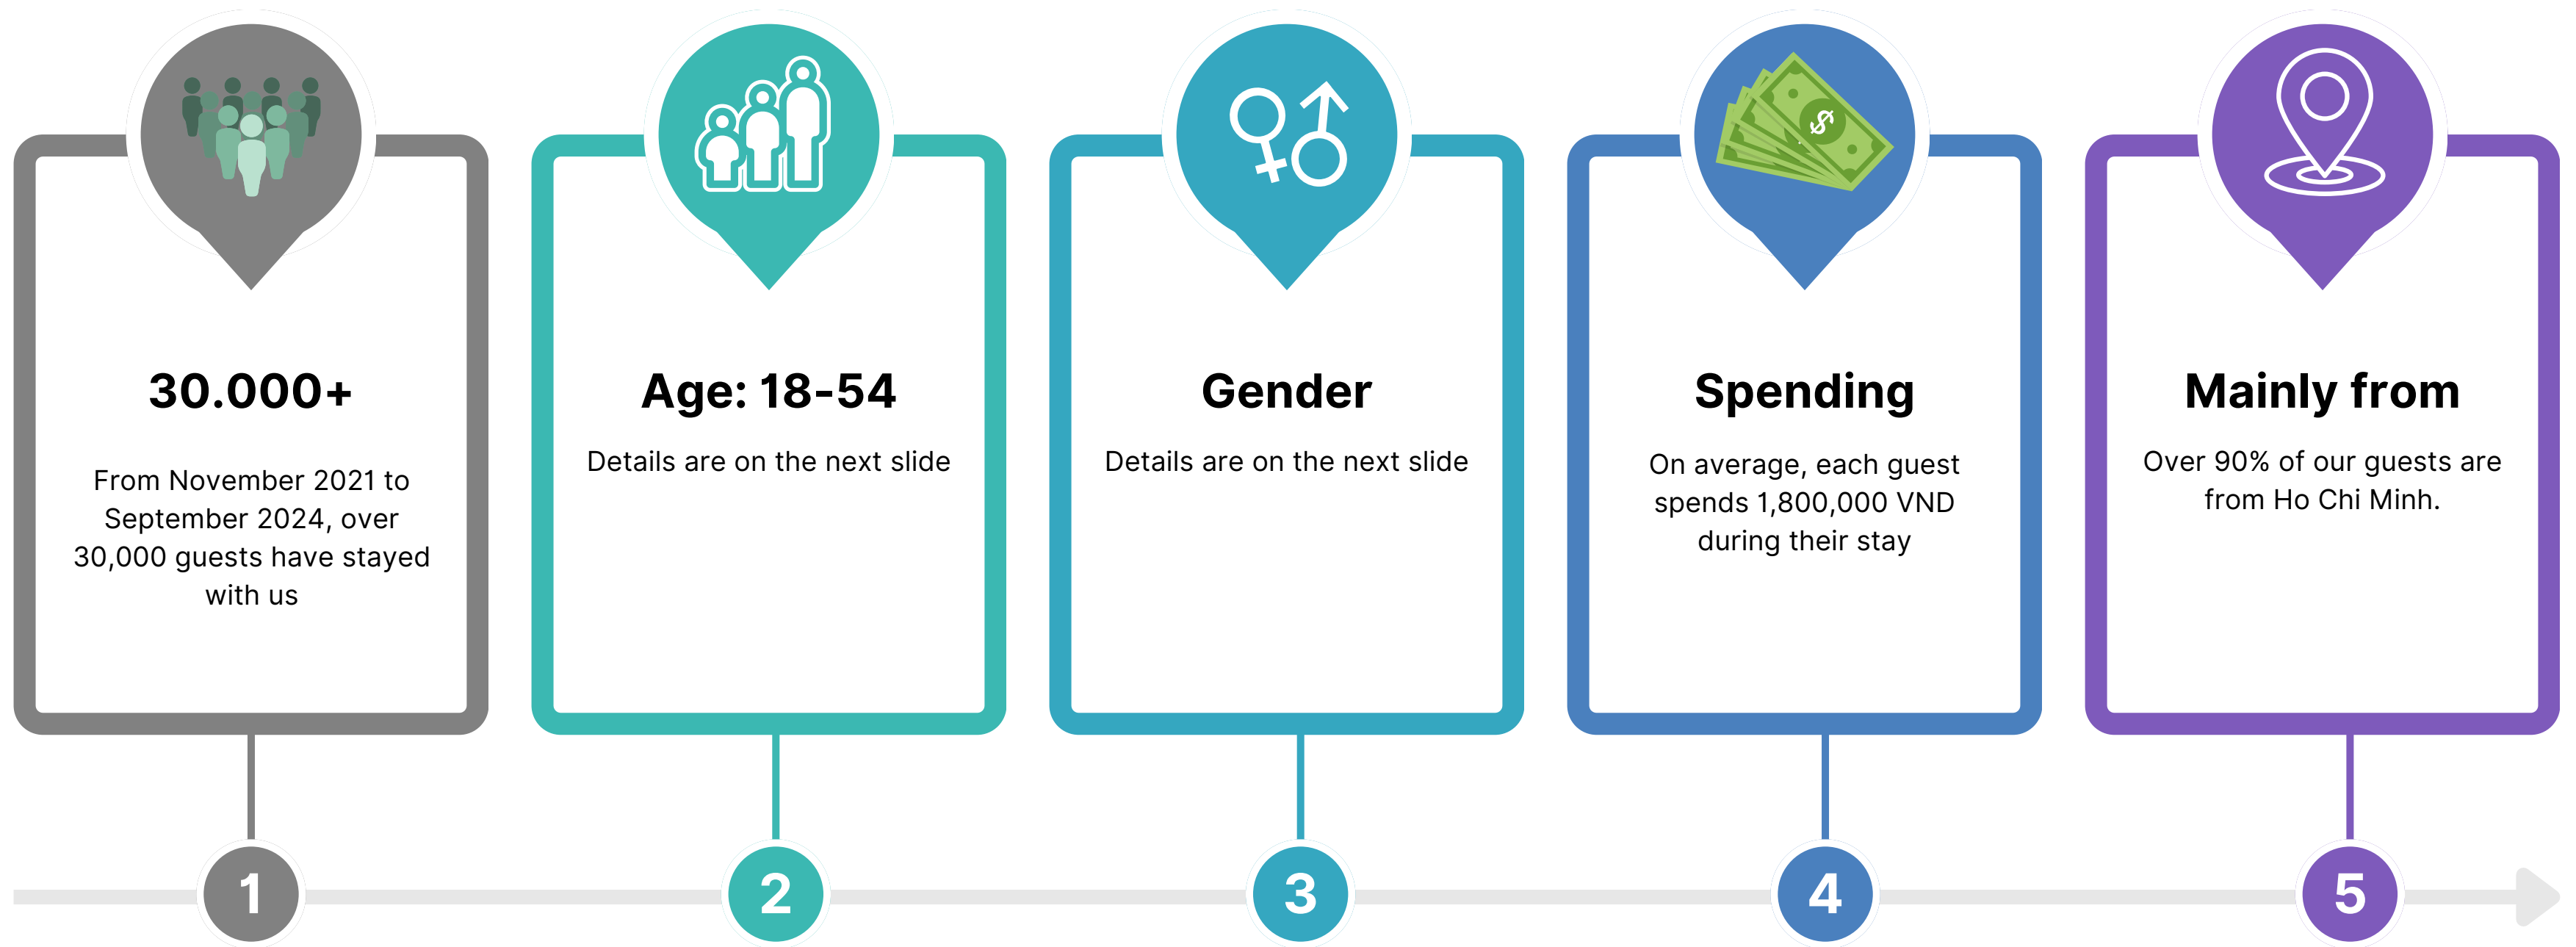 30.000+
From November 2021 to
September 2024, over
30,000 guests have stayed
with us
Age: 18-54
Details are on the next slide
Gender
Details are on the next slide
Spending
On average, each guest
spends 1,800,000 VND
during their stay
Mainly from
Over 90% of our guests are
from Ho Chi Minh.
1
2
3
4
5